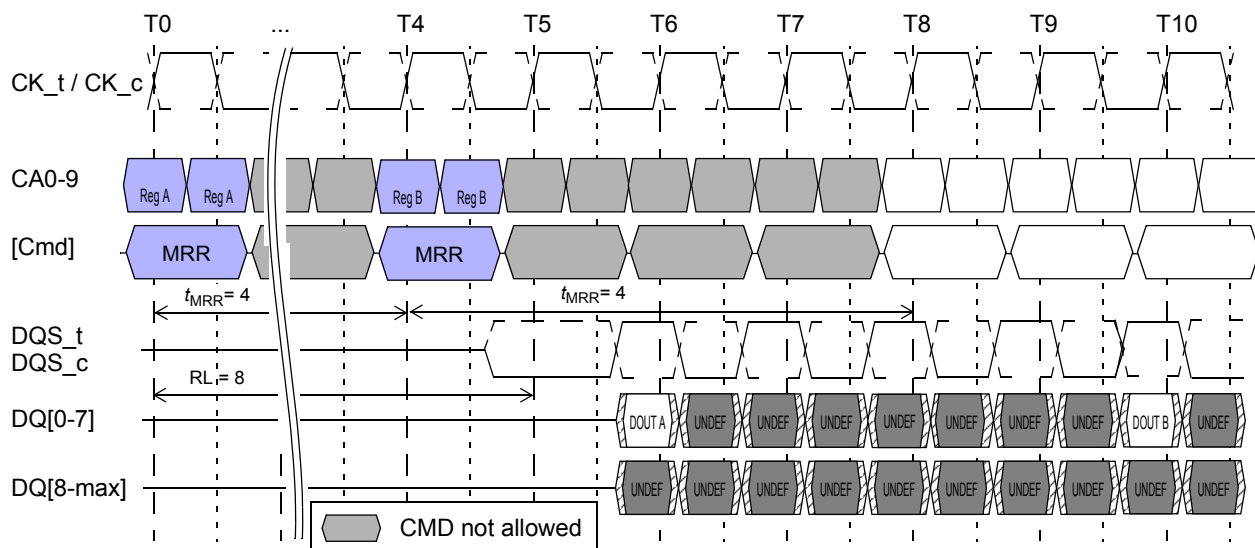 T0 ... T4 T5 T6 T7 T8 T9 T10
CK_t / CK_c
CA0-9 Reg A Reg A Reg B Reg B
[Cmd] MRR MRR
tMRR= 4 tMRR= 4
DQS_t
DQS_c
RL = 8
DQ[0-7] DOUT A UNDEF UNDEF UNDEF UNDEF UNDEF UNDEF UNDEF DOUT B UNDEF
DQ[8-max] UNDEF UNDEF UNDEF UNDEF UNDEF UNDEF UNDEF UNDEF UNDEF UNDEF
CMD not allowed